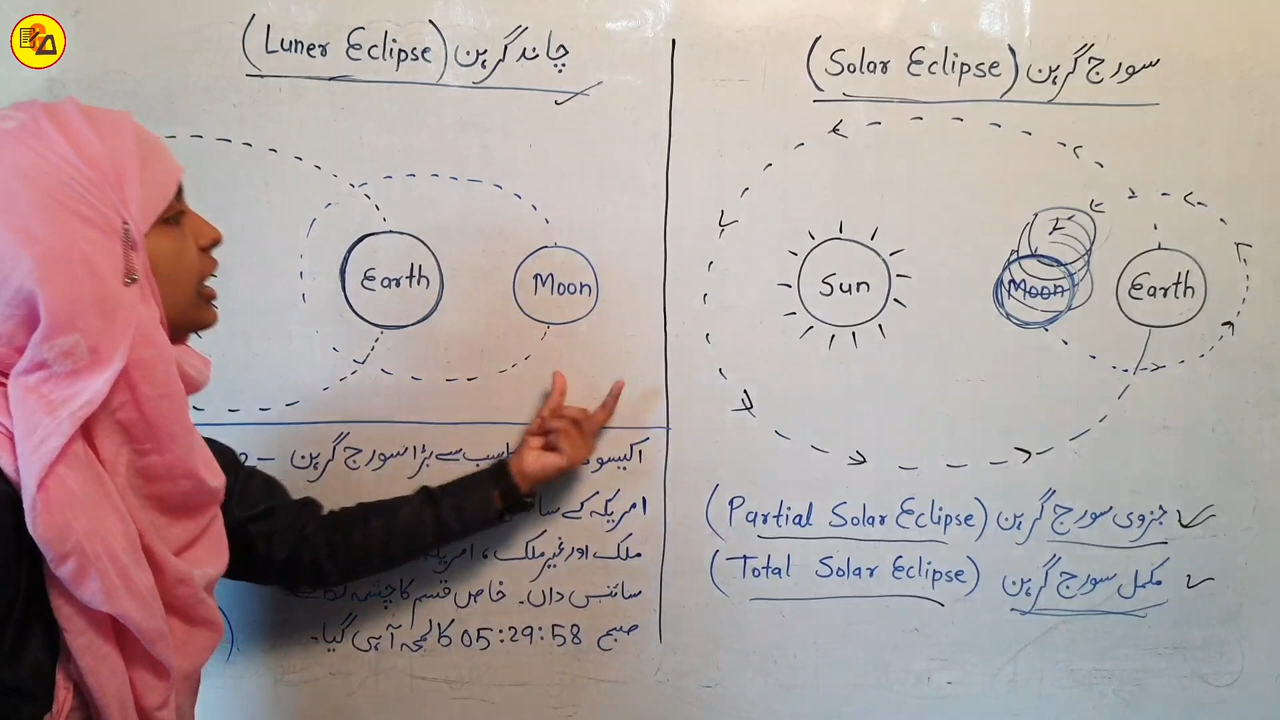 چاند گرہن (Luner Eclipse)
Earth
Moon
اکیسو سب سے بڑا سورج گرہن –
امریکہ کے
ملک اور غیر ملک،
سائنس داں۔ خاص قسم کا چشمہ
صبح 05:29:58 کا لمحہ آ ہی گیا۔
سورج گرہن (Solar Eclipse)
Sun
Moon
Earth
جزوی سورج گرہن (Partial Solar Eclipse)
مکمل سورج گرہن (Total Solar Eclipse)